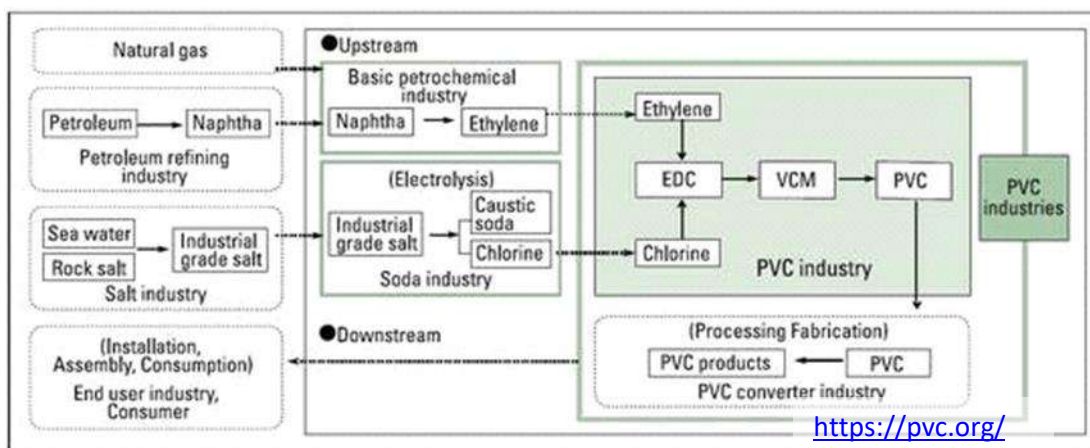 Natural gas
Petroleum
Naphtha
Petroleum refining
industry
Sea water
Rock salt
Industrial
grade salt
Salt industry
(Installation,
Assembly, Consumption)
End user industry,
Consumer
●Upstream
Basic petrochemical
industry
Naphtha
Ethylene
(Electrolysis)
Industrial
grade salt
Caustic
soda
Chlorine
Soda industry
●Downstream
Ethylene
EDC
VCM
PVC
Chlorine
PVC industry
PVC
industries
(Processing Fabrication)
PVC products
PVC
PVC converter industry
https://pvc.org/